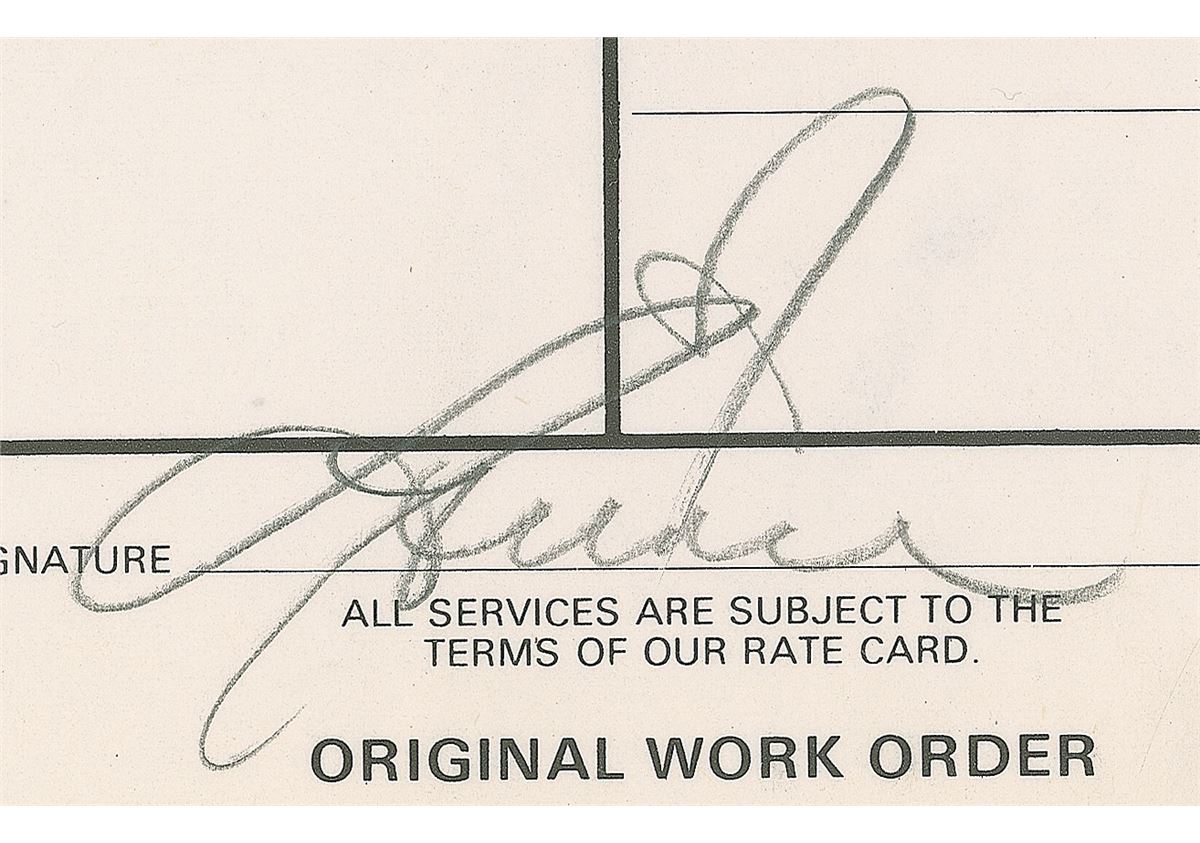 GNATURE
ALL SERVICES ARE SUBJECT TO THE
TERMS OF OUR RATE CARD.
ORIGINAL WORK ORDER